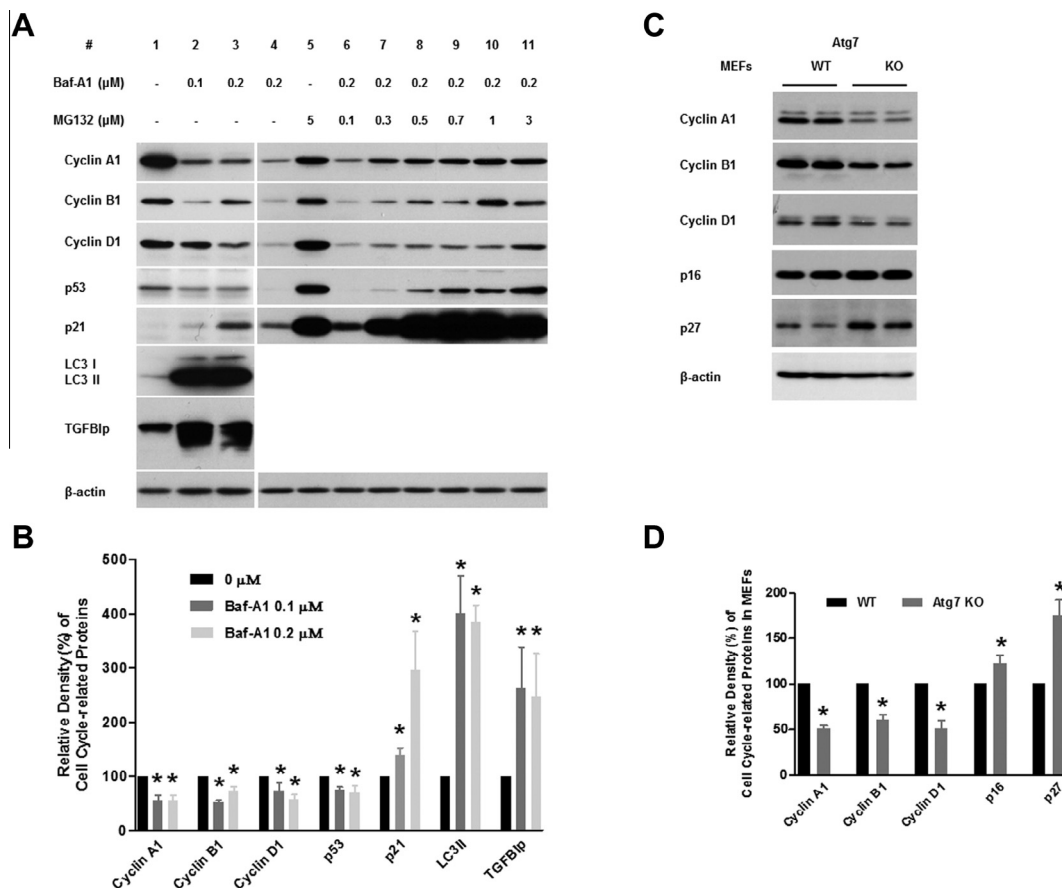 A
# 1 2 3 4 5 6 7 8 9 10 11
Baf-A1 (μM) - 0.1 0.2 0.2 - 0.2 0.2 0.2 0.2 0.2 0.2
MG132 (μM) - - - - 5 0.1 0.3 0.5 0.7 1 3
Cyclin A1
Cyclin B1
Cyclin D1
p53
p21
LC3 I
LC3 II
TGFBIp
β-actin
B
Relative Density (%) of
Cell Cycle-related Proteins
500
400
300
200
100
0
0 μM
Baf-A1 0.1 μM
Baf-A1 0.2 μM
* * * * * * * * * * * * * *
Cyclin A1 Cyclin B1 Cyclin D1 p53 p21 LC3II TGFBIp
C
Atg7
MEFs WT KO
Cyclin A1
Cyclin B1
Cyclin D1
p16
p27
β-actin
D
Relative Density (%) of
Cell Cycle-related Proteins in MEFs
200
150
100
50
0
WT Atg7 KO
* * * * *
Cyclin A1 Cyclin B1 Cyclin D1 p16 p27